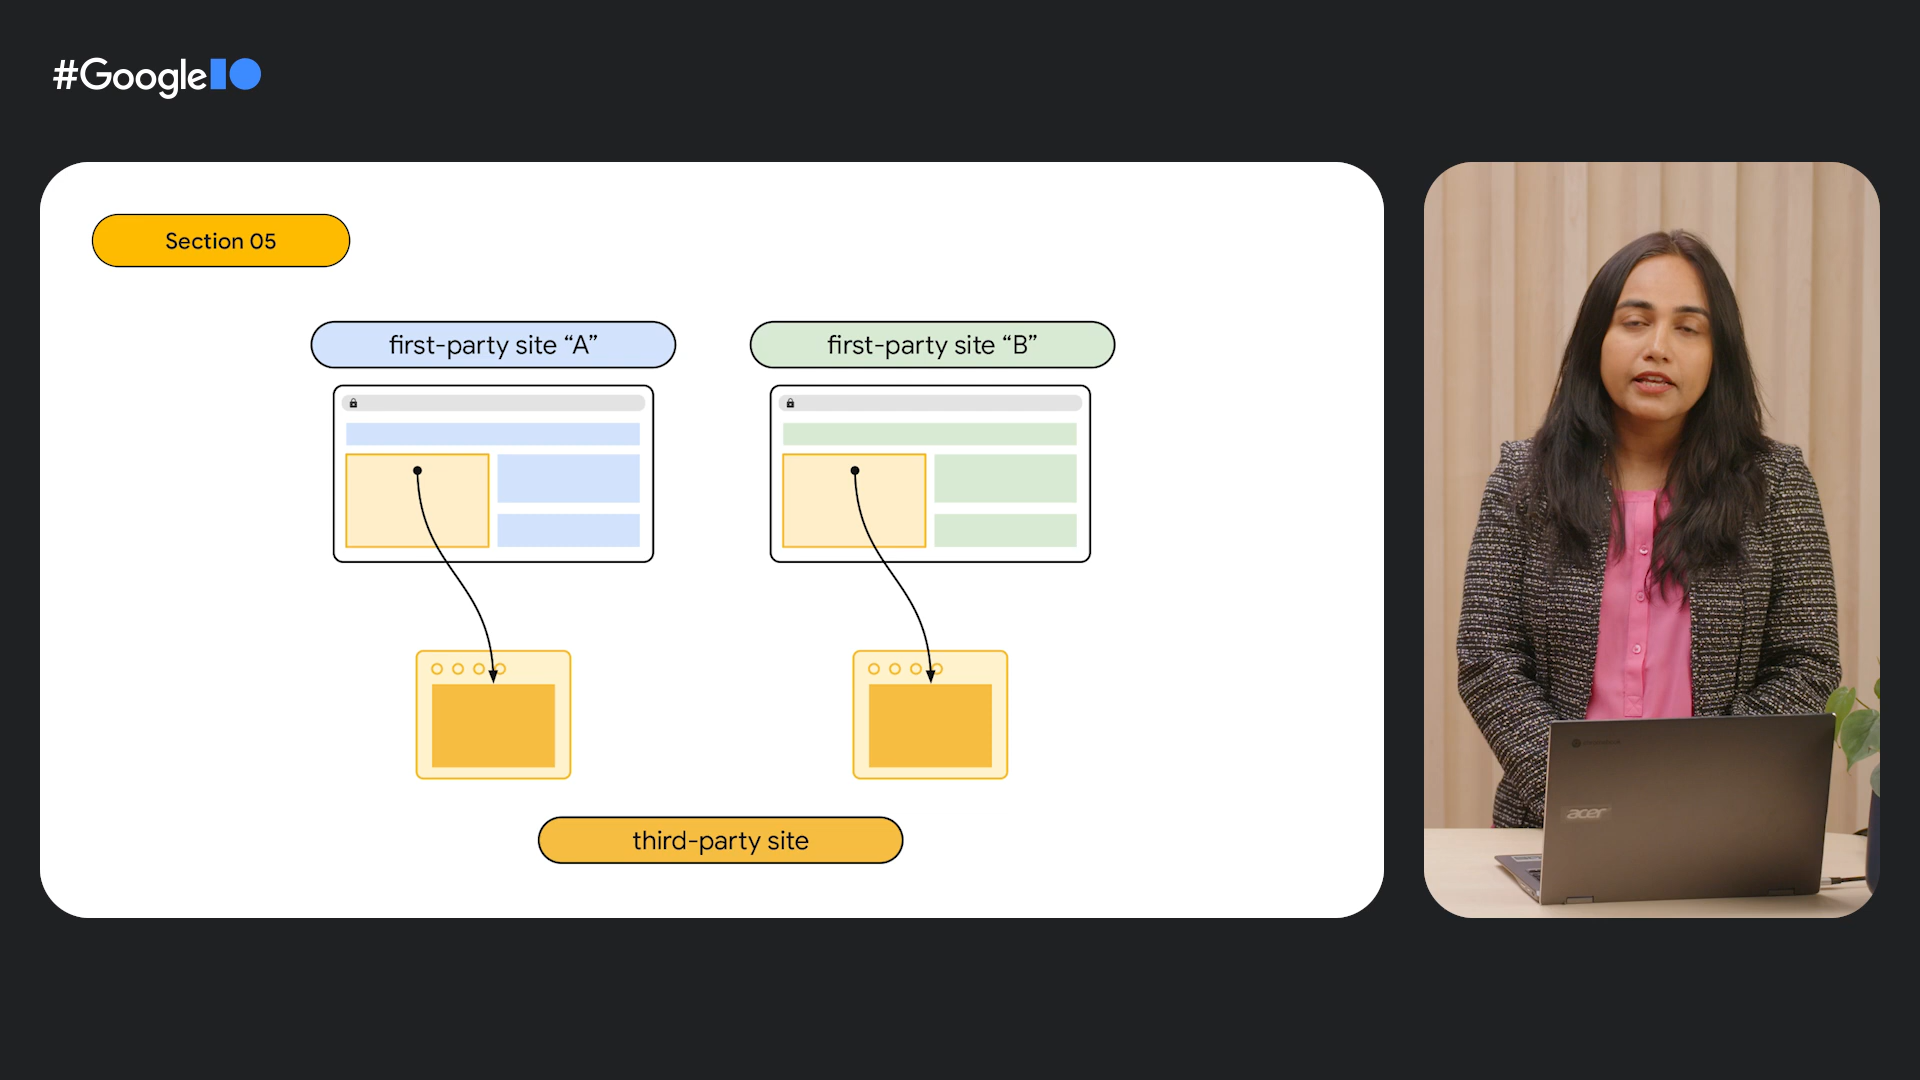 #GoogleIO
Section 05
first-party site “A”
first-party site “B”
third-party site
acer